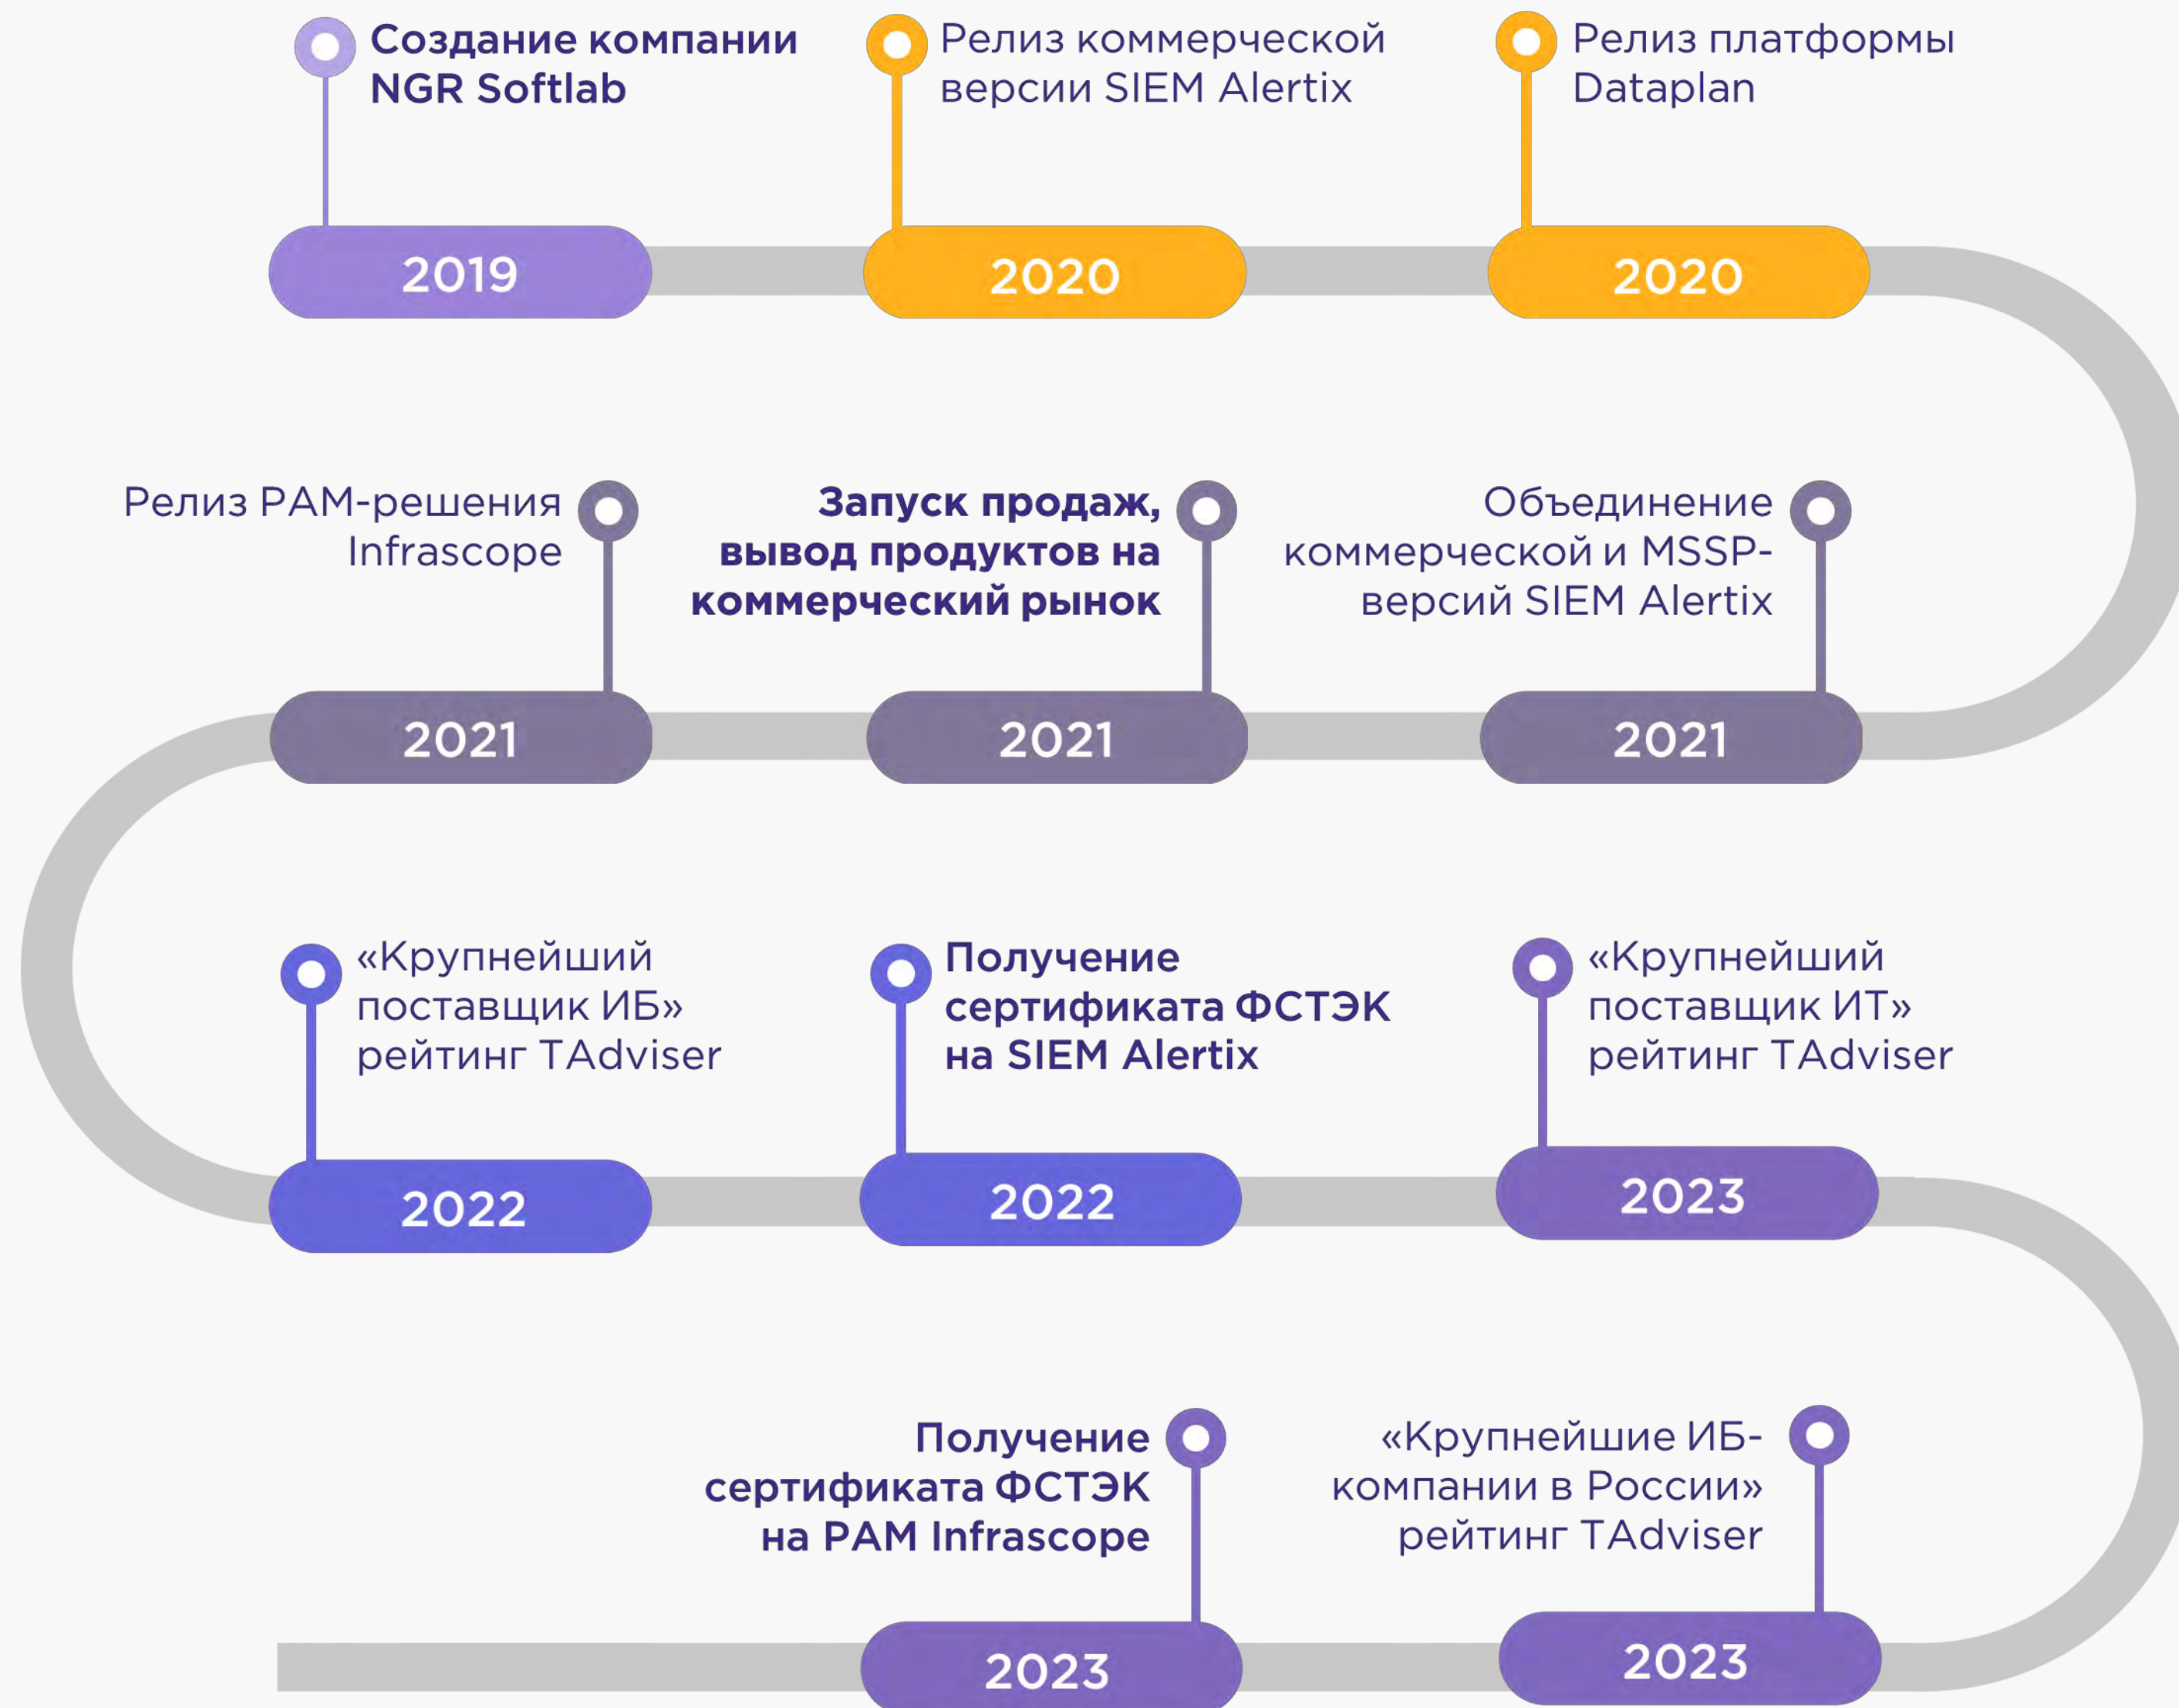 Создание компании
NGR Softlab
2019
Релиз коммерческой
версии SIEM Alertix
2020
Релиз платформы
Dataplan
2020
Объединение
коммерческой и MSSP-
версий SIEM Alertix
2021
Запуск продаж,
вывод продуктов на
коммерческий рынок
2021
Релиз PAM-решения
Infrascope
2021
«Крупнейший
поставщик ИБ»
рейтинг TAdviser
2022
Получение
сертификата ФСТЭК
на SIEM Alertix
2022
«Крупнейший
поставщик ИТ»
рейтинг TAdviser
2023
«Крупнейшие ИБ-
компании в России»
рейтинг TAdviser
2023
Получение
сертификата ФСТЭК
на PAM Infrascope
2023